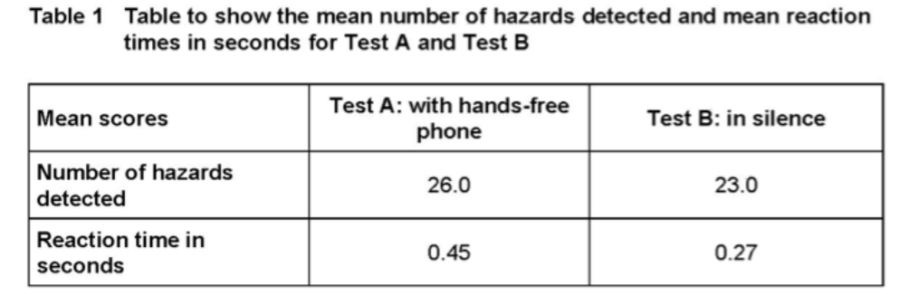 Table 1 Table to show the mean number of hazards detected and mean reaction
times in seconds for Test A and Test B
Mean scores
Test A: with hands-free
phone
Test B: in silence
Number of hazards
detected
26.0
23.0
Reaction time in
seconds
0.45
0.27